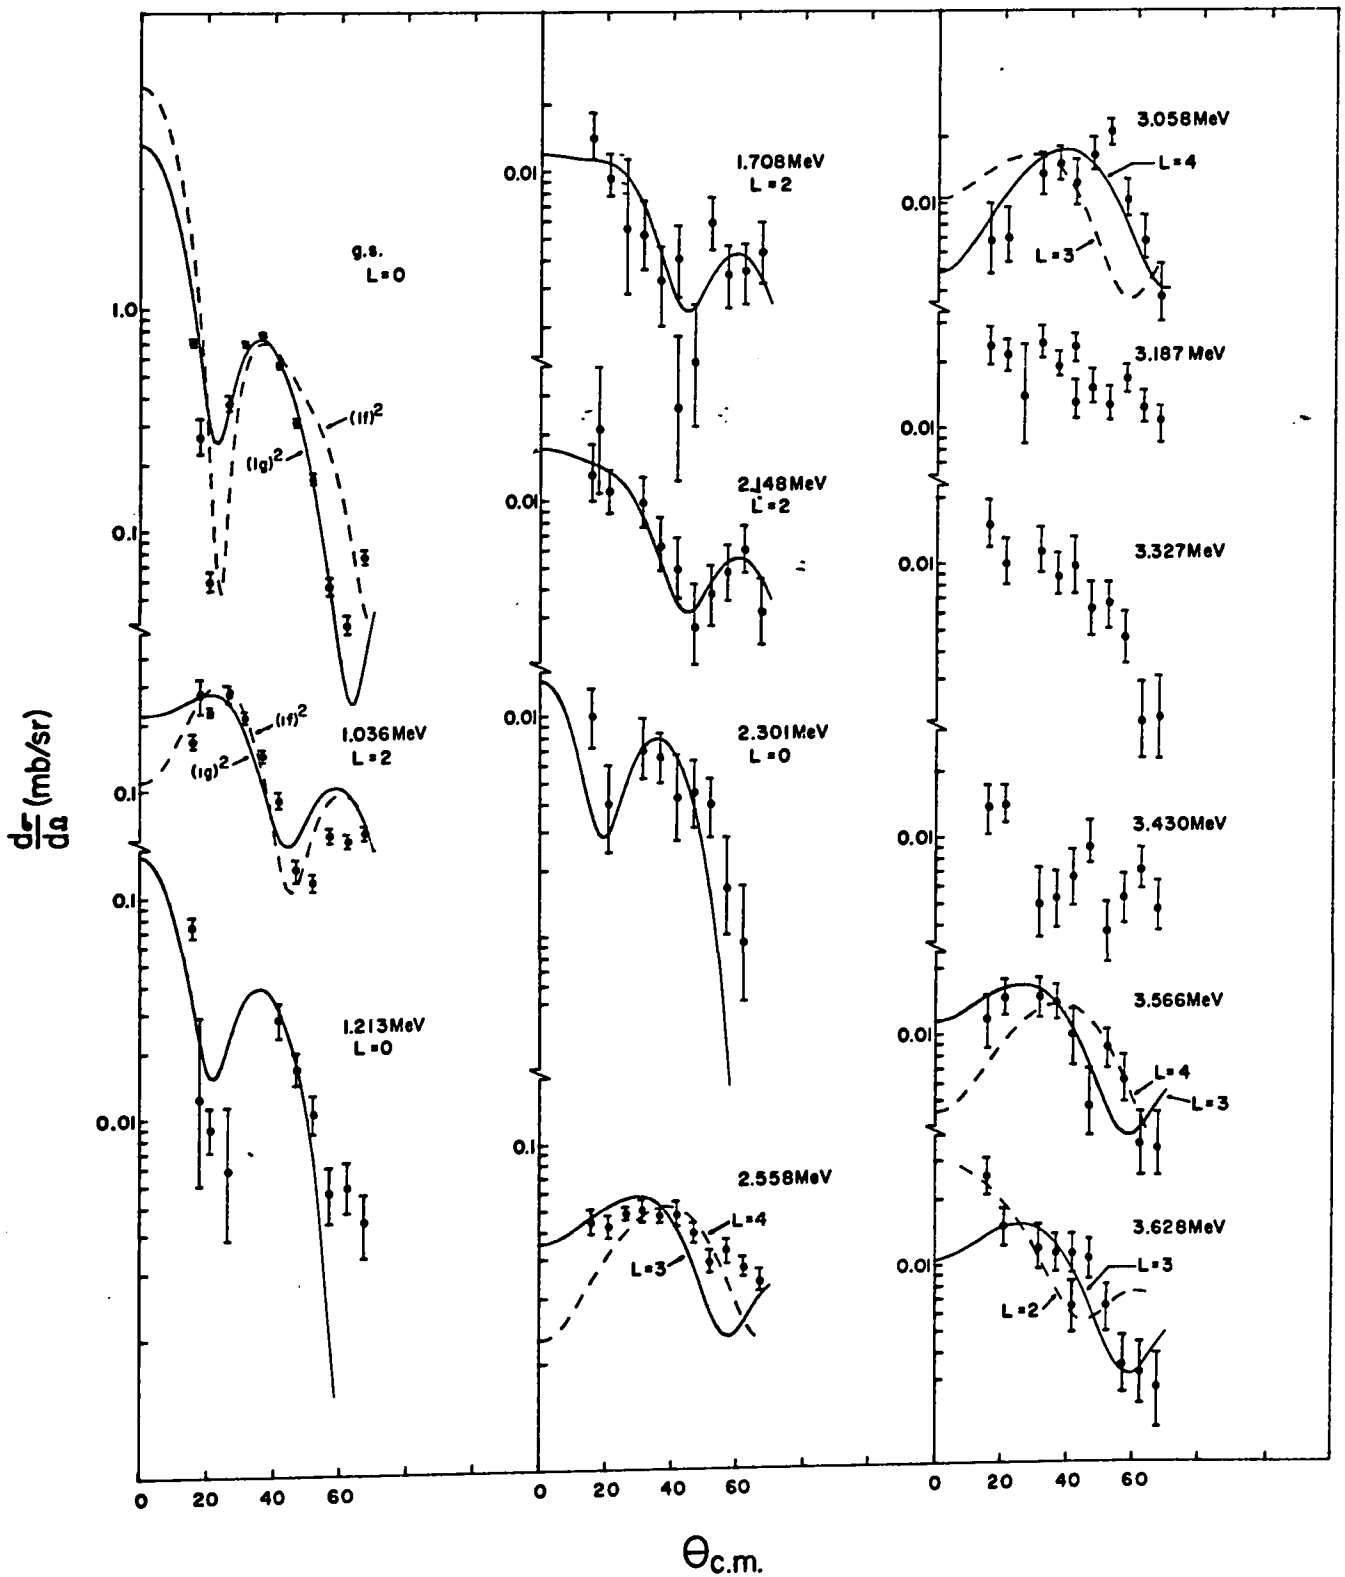 dσ/dΩ (mb/sr)
g.s.
L=0
1.0
(1f)²
(1g)²
0.1
(1f)²
1.036MeV
L=2
(1g)²
0.1
0.1
1.213MeV
L=0
0.01
0 20 40 60
1.708MeV
L=2
0.01
2.148MeV
L=2
0.01
2.301MeV
L=0
0.01
0.1
2.558MeV
L=4
L=3
0 20 40 60
3.058MeV
L=4
0.01
L=3
3.187MeV
0.01
3.327MeV
0.01
3.430MeV
0.01
3.566MeV
0.01
L=4
L=3
3.628MeV
0.01
L=3
L=2
0 20 40 60
Θc.m.